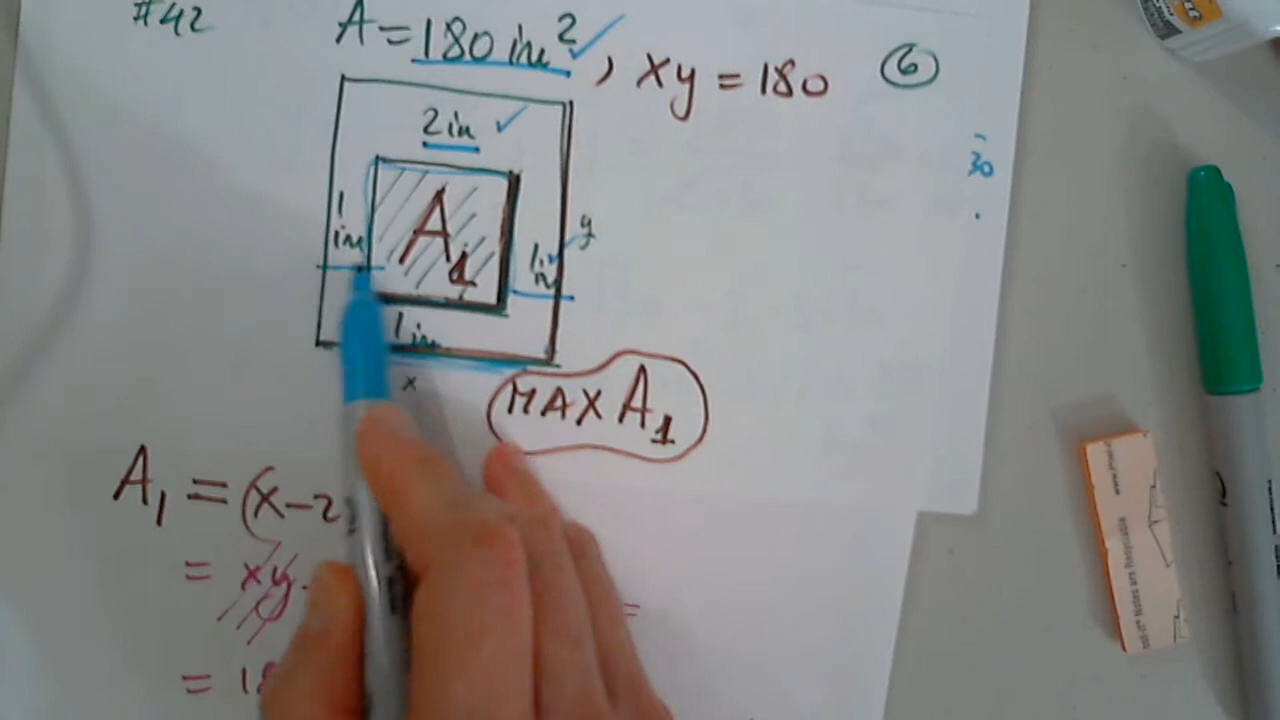 #42
A = 180 in²✓, xy = 180
6
30
2 in ✓
1 in
A₁
1 in
y
1 in
x
MAX A₁
A₁ = (x-2
= xy-
=
= 18